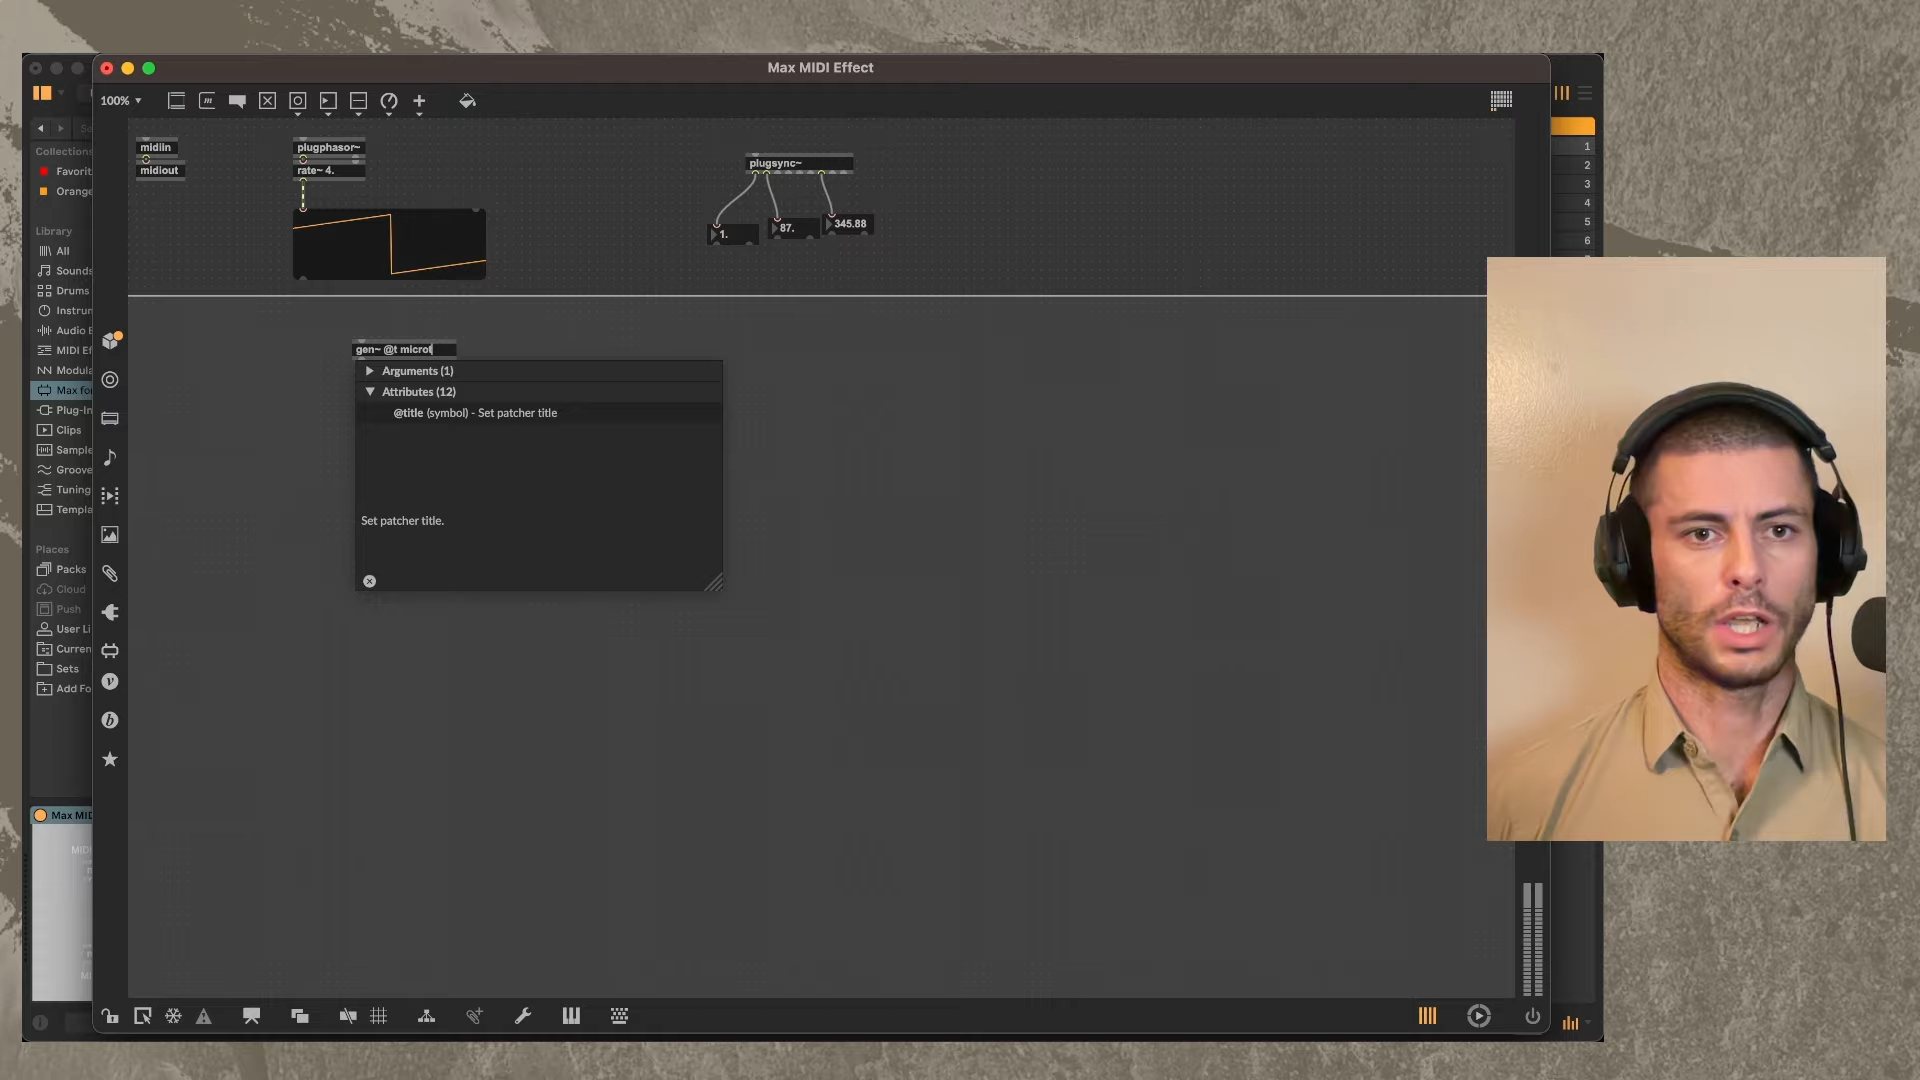 Max MIDI Effect
100%
m
midiin
midiout
plugphasor~
rate~ 4.
plugsync~
1.
87.
345.88
gen~ @t microt
Arguments (1)
Attributes (12)
@title (symbol) - Set patcher title
Set patcher title.
Collections
Favorit
Orange
Library
All
Sounds
Drums
Instrun
Audio E
MIDI Ef
Modula
Max for
Plug-In
Clips
Sample
Groove
Tuning
Templa
Places
Packs
Cloud
Push
User Li
Curren
Sets
Add Fo
Max MID
v
b
1
2
3
4
5
6